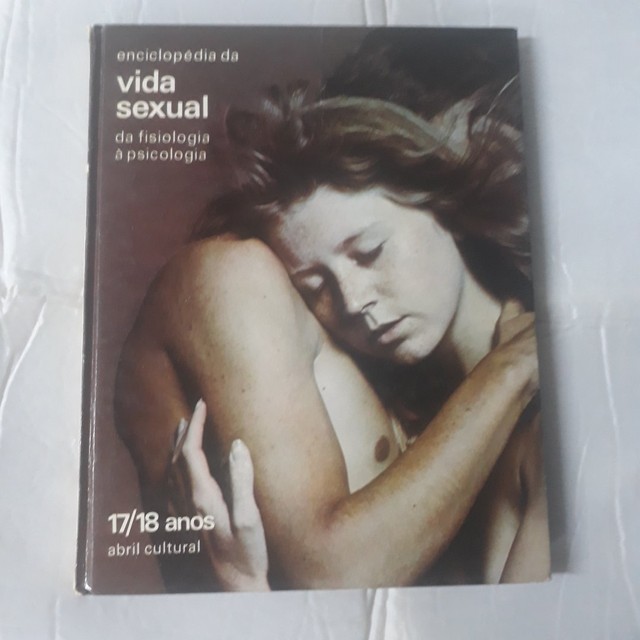 enciclopédia da
vida
sexual
da fisiologia
à psicologia
17/18 anos
abril cultural